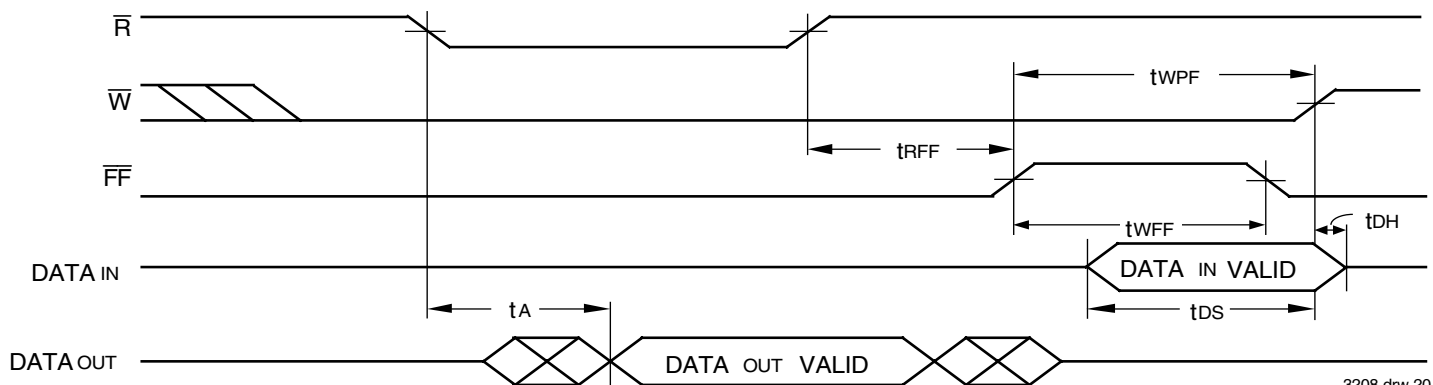 R̅
tWPF
W̅
tRFF
F̅F̅
tWFF
tDH
DATA IN
DATA IN VALID
tA
tDS
DATA OUT
DATA OUT VALID
3208 drw 20